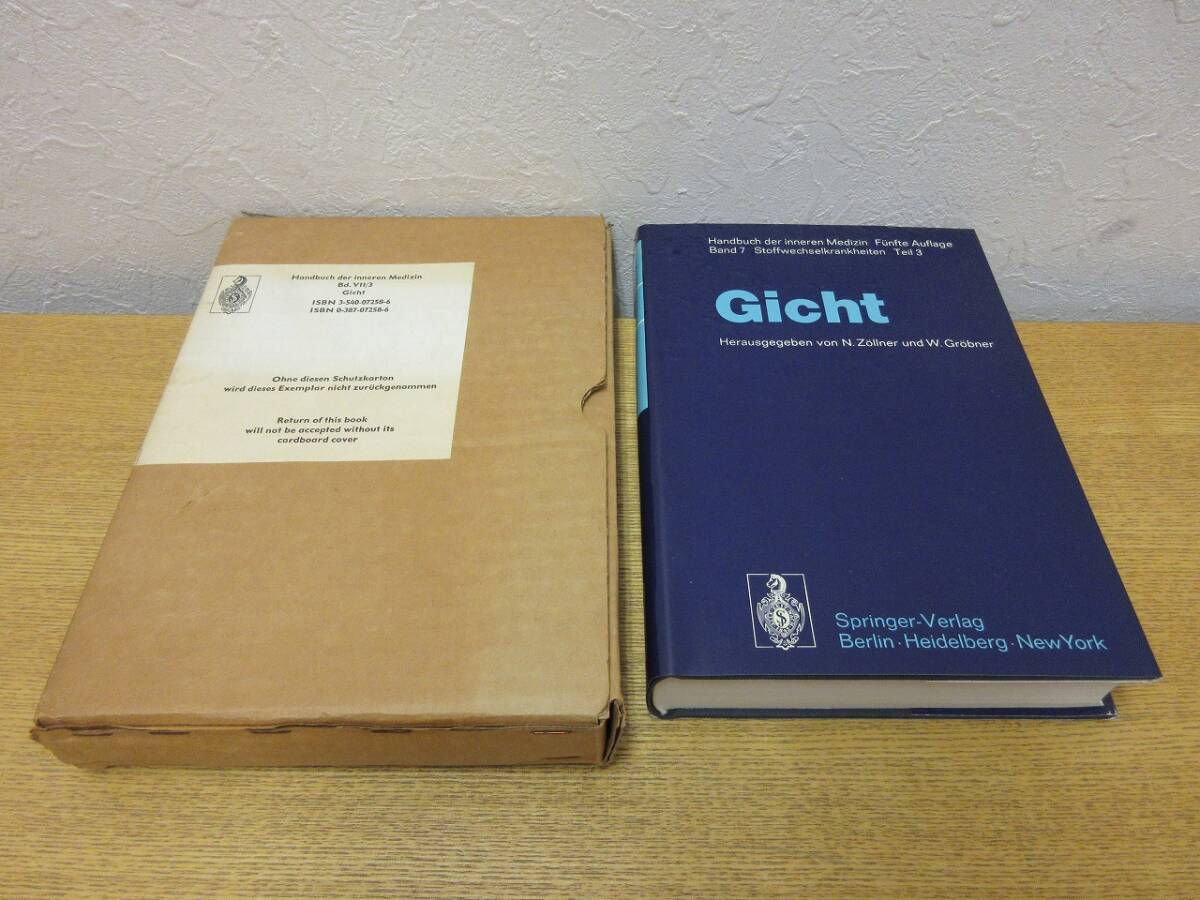 Handbuch der inneren Medizin
Bd. VII/3
Gicht
ISBN 3-540-07258-6
ISBN 0-387-07258-6
Ohne diesen Schutzkarton
wird dieses Exemplar nicht zurückgenommen
Return of this book
will not be accepted without its
cardboard cover
Handbuch der inneren Medizin Fünfte Auflage
Band 7 Stoffwechselkrankheiten Teil 3
Gicht
Herausgegeben von N. Zöllner und W. Gröbner
Springer-Verlag
Berlin · Heidelberg · NewYork